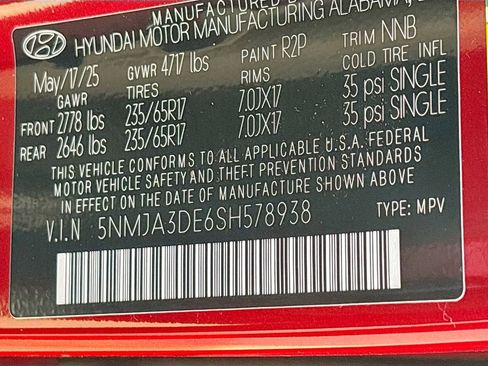 MANUFACTURED
HYUNDAI MOTOR MANUFACTURING ALABAMA,
May/17/25 GVWR 4717 lbs PAINT R2P TRIM NNB
GAWR TIRES RIMS COLD TIRE INFL
FRONT 2778 lbs 235/65R17 7.0JX17 35 psi SINGLE
REAR 2646 lbs 235/65R17 7.0JX17 35 psi SINGLE
THIS VEHICLE CONFORMS TO ALL APPLICABLE U.S.A. FEDERAL
MOTOR VEHICLE SAFETY AND THEFT PREVENTION STANDARDS
IN EFFECT ON THE DATE OF MANUFACTURE SHOWN ABOVE
V.I.N 5NMJA3DE6SH578938 TYPE: MPV